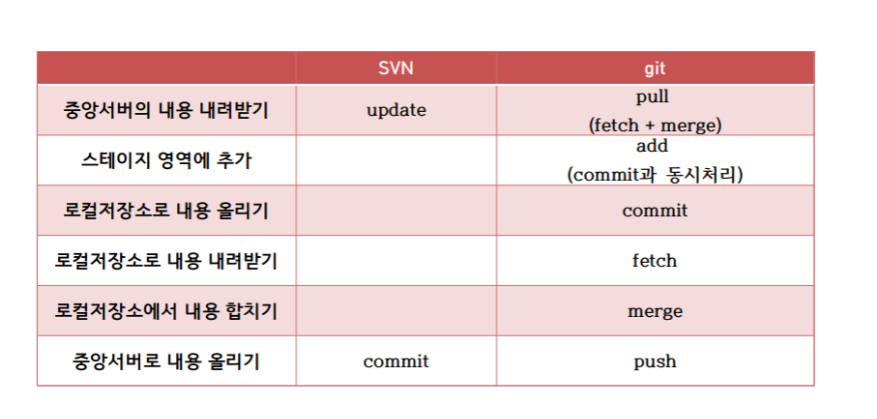 SVN git
중앙서버의 내용 내려받기 update pull
(fetch + merge)
스테이지 영역에 추가 add
(commit과 동시처리)
로컬저장소로 내용 올리기 commit
로컬저장소로 내용 내려받기 fetch
로컬저장소에서 내용 합치기 merge
중앙서버로 내용 올리기 commit push